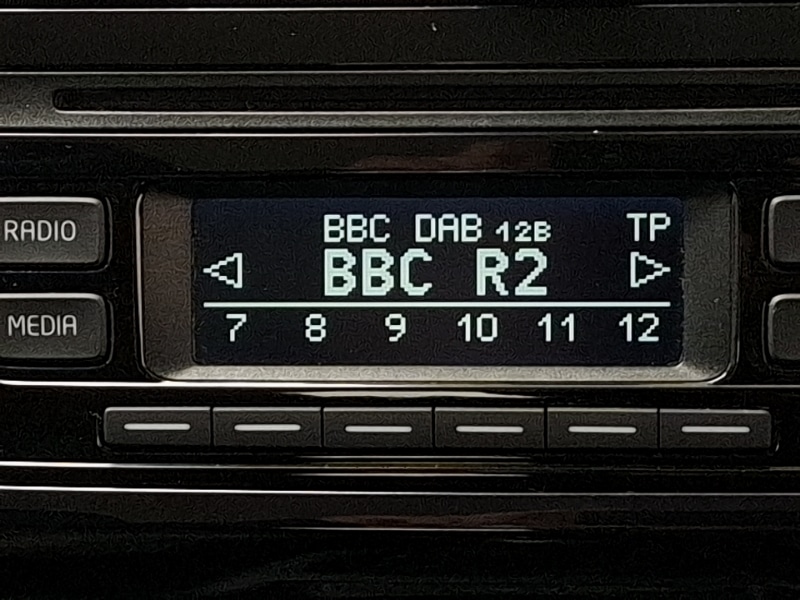 RADIO
MEDIA
BBC DAB 12B TP
BBC R2
7 8 9 10 11 12